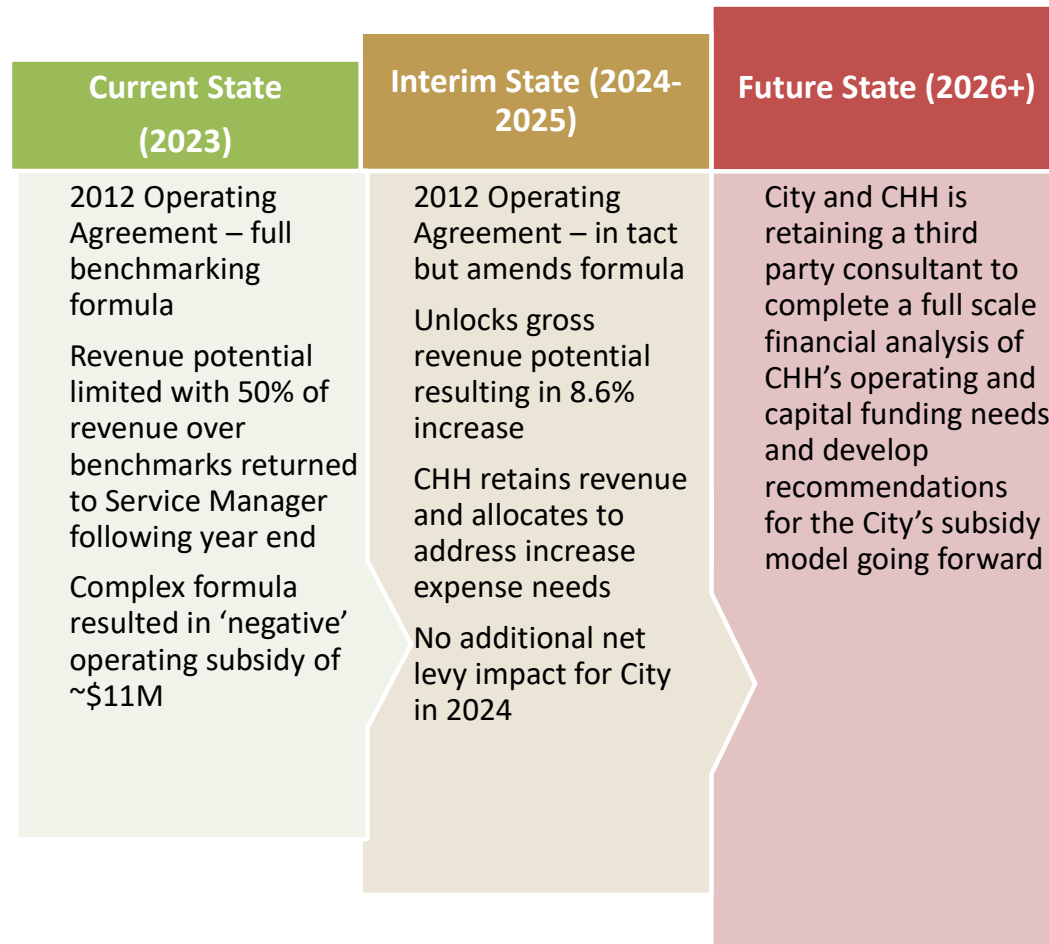 Current State
(2023)
2012 Operating
Agreement – full
benchmarking
formula
Revenue potential
limited with 50% of
revenue over
benchmarks returned
to Service Manager
following year end
Complex formula
resulted in ‘negative’
operating subsidy of
~$11M
Interim State (2024-
2025)
2012 Operating
Agreement – in tact
but amends formula
Unlocks gross
revenue potential
resulting in 8.6%
increase
CHH retains revenue
and allocates to
address increase
expense needs
No additional net
levy impact for City
in 2024
Future State (2026+)
City and CHH is
retaining a third
party consultant to
complete a full scale
financial analysis of
CHH’s operating and
capital funding needs
and develop
recommendations
for the City’s subsidy
model going forward